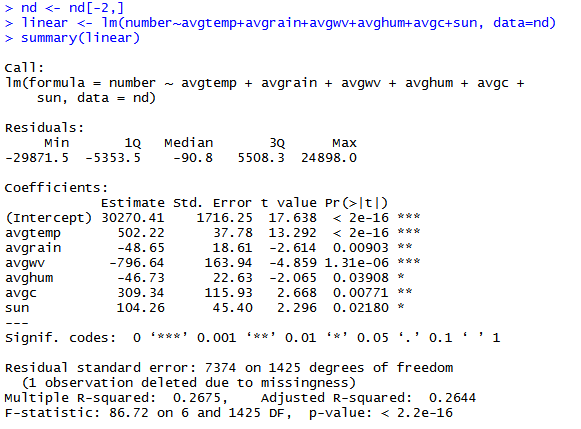 > nd <- nd[-2,]
> linear <- lm(number~avgtemp+avgrain+avgwv+avghum+avgc+sun, data=nd)
> summary(linear)
Call:
lm(formula = number ~ avgtemp + avgrain + avgwv + avghum + avgc +
    sun, data = nd)
Residuals:
     Min       1Q   Median       3Q      Max
-29871.5  -5353.5    -90.8   5508.3  24898.0
Coefficients:
            Estimate Std. Error t value Pr(>|t|)
(Intercept) 30270.41    1716.25  17.638  < 2e-16 ***
avgtemp       502.22      37.78  13.292  < 2e-16 ***
avgrain       -48.65      18.61  -2.614  0.00903 **
avgwv        -796.64     163.94  -4.859 1.31e-06 ***
avghum        -46.73      22.63  -2.065  0.03908 *
avgc          309.34     115.93   2.668  0.00771 **
sun           104.26      45.40   2.296  0.02180 *
---
Signif. codes:  0 ‘***’ 0.001 ‘**’ 0.01 ‘*’ 0.05 ‘.’ 0.1 ‘ ’ 1
Residual standard error: 7374 on 1425 degrees of freedom
  (1 observation deleted due to missingness)
Multiple R-squared:  0.2675,	Adjusted R-squared:  0.2644
F-statistic: 86.72 on 6 and 1425 DF,  p-value: < 2.2e-16